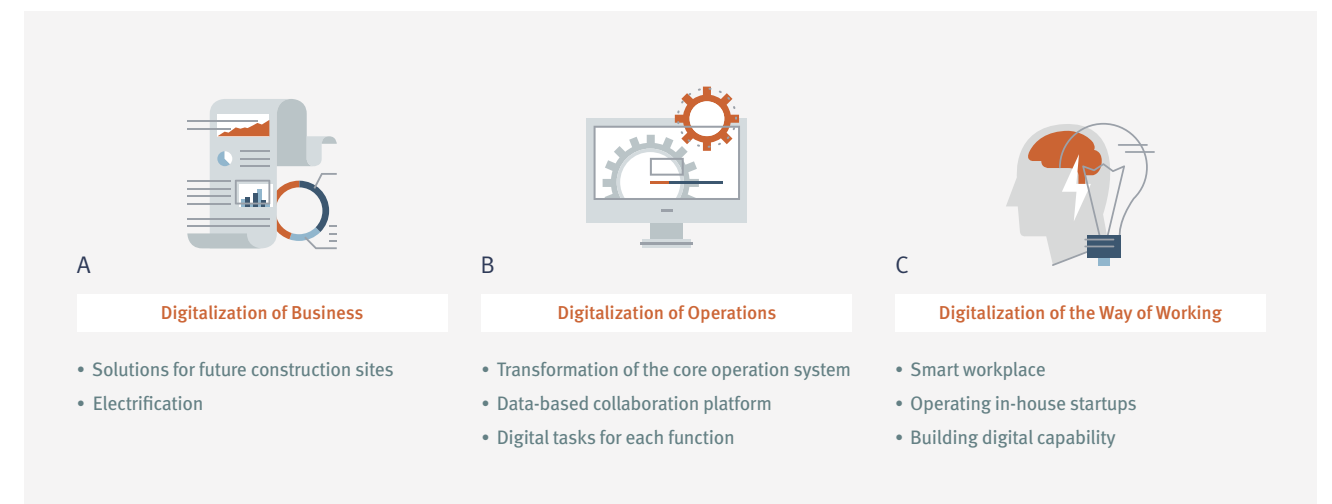 A
Digitalization of Business
• Solutions for future construction sites
• Electrification
B
Digitalization of Operations
• Transformation of the core operation system
• Data-based collaboration platform
• Digital tasks for each function
C
Digitalization of the Way of Working
• Smart workplace
• Operating in-house startups
• Building digital capability